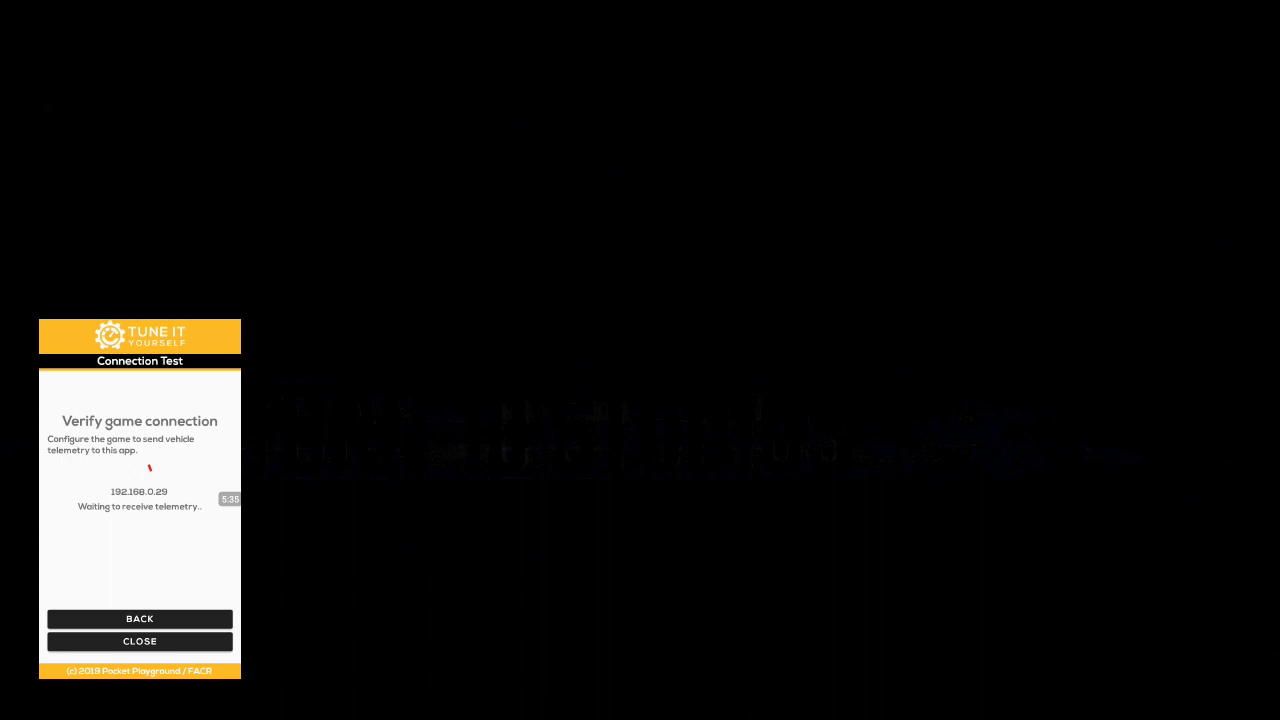 TUNE IT
YOURSELF
Connection Test
Verify game connection
Configure the game to send vehicle
telemetry to this app.
192.168.0.29
5:35
Waiting to receive telemetry..
BACK
CLOSE
(c) 2019 Pocket Playground / FACR